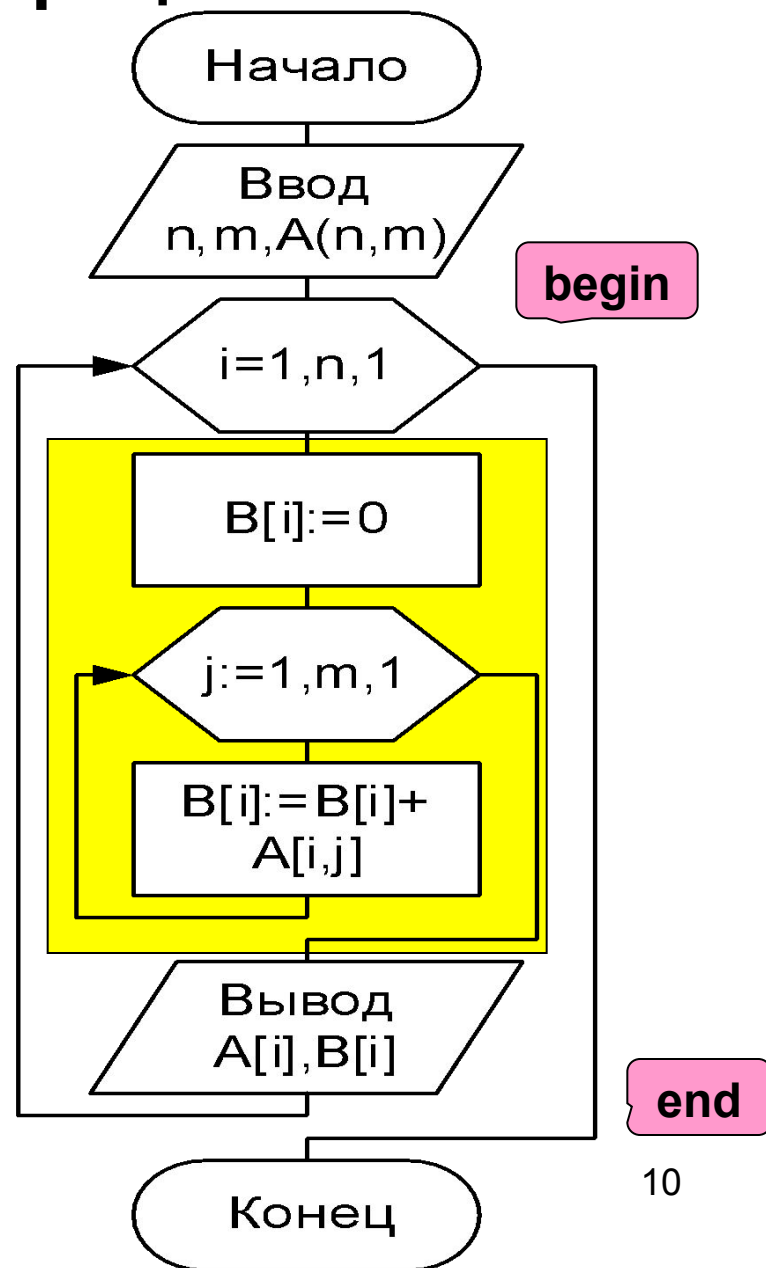 Начало
Ввод
n,m,A(n,m)
begin
i=1,n,1
B[i]:=0
j:=1,m,1
B[i]:=B[i]+
A[i,j]
Вывод
A[i],B[i]
end
10
Конец